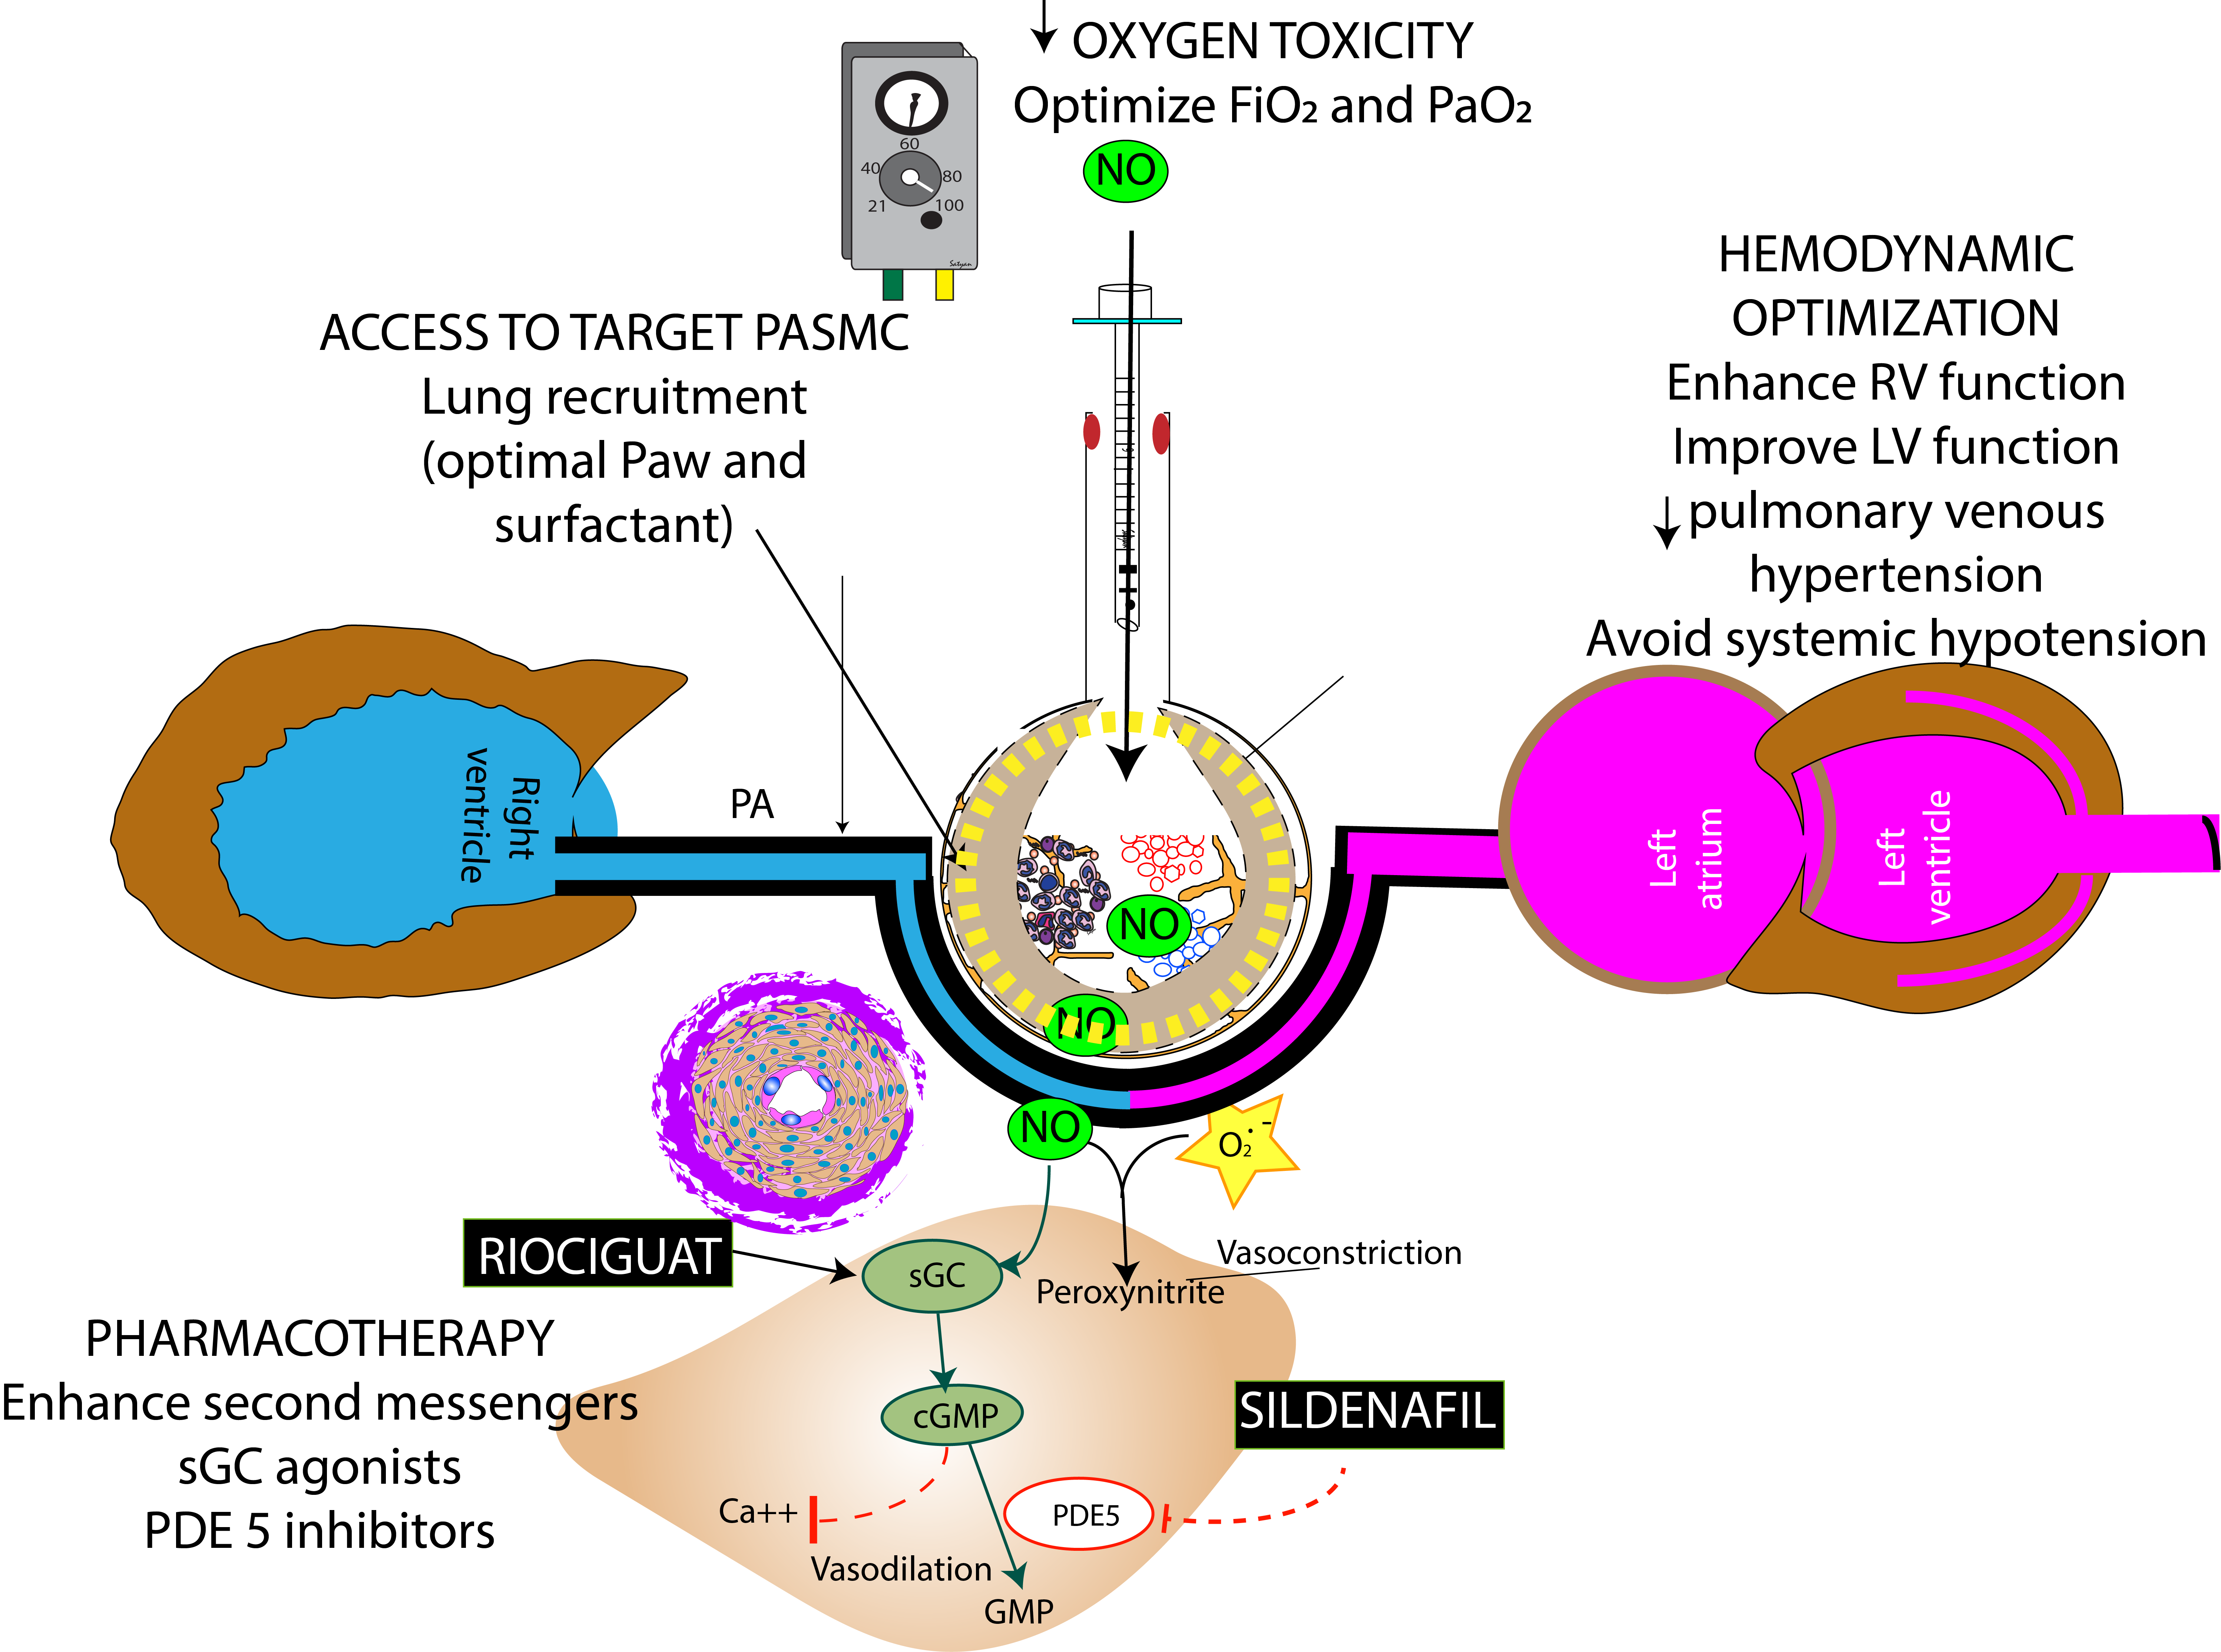 OXYGEN TOXICITY
Optimize FiO₂ and PaO₂
60
40
80
21
100
Satyan
NO
ACCESS TO TARGET PASMC
Lung recruitment
(optimal Paw and
surfactant)
HEMODYNAMIC
OPTIMIZATION
Enhance RV function
Improve LV function
pulmonary venous
hypertension
Avoid systemic hypotension
Right
ventricle
PA
Left
atrium
Left
ventricle
NO
NO
NO
O₂˙⁻
RIOCIGUAT
sGC
Vasoconstriction
Peroxynitrite
PHARMACOTHERAPY
Enhance second messengers
sGC agonists
PDE 5 inhibitors
cGMP
SILDENAFIL
Ca++
PDE5
Vasodilation
GMP